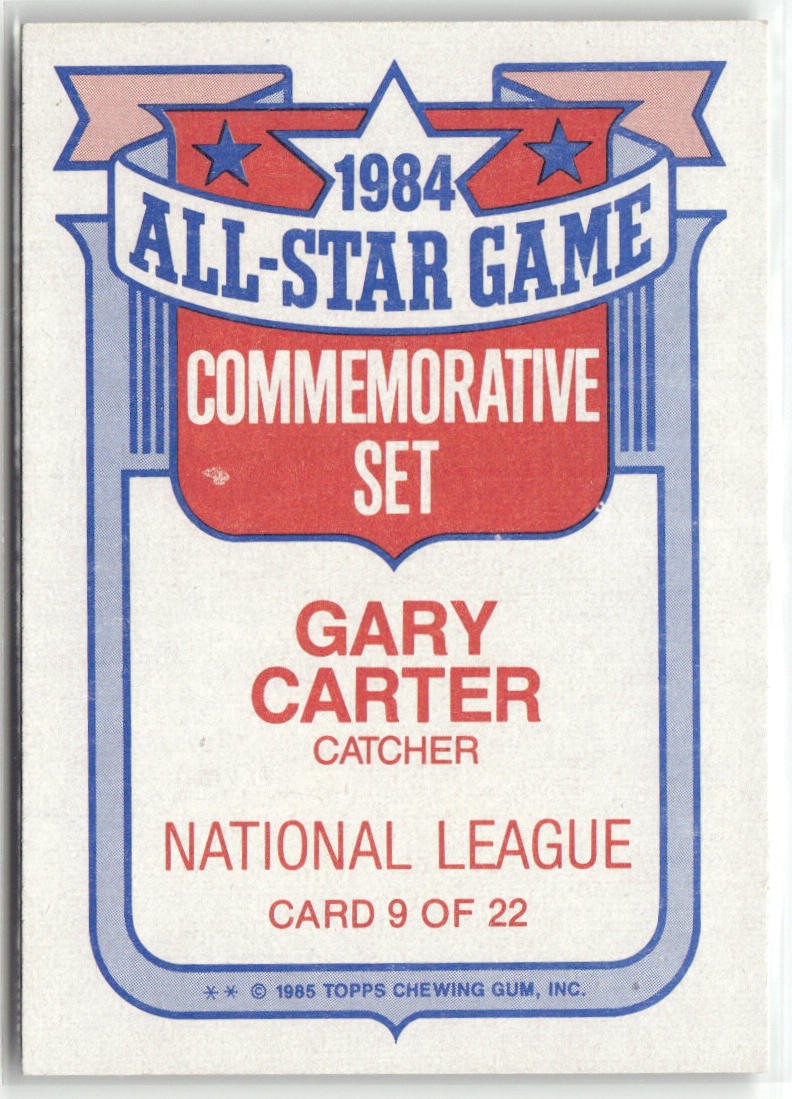 1984
ALL-STAR GAME
COMMEMORATIVE
SET
GARY
CARTER
CATCHER
NATIONAL LEAGUE
CARD 9 OF 22
** © 1985 TOPPS CHEWING GUM, INC.